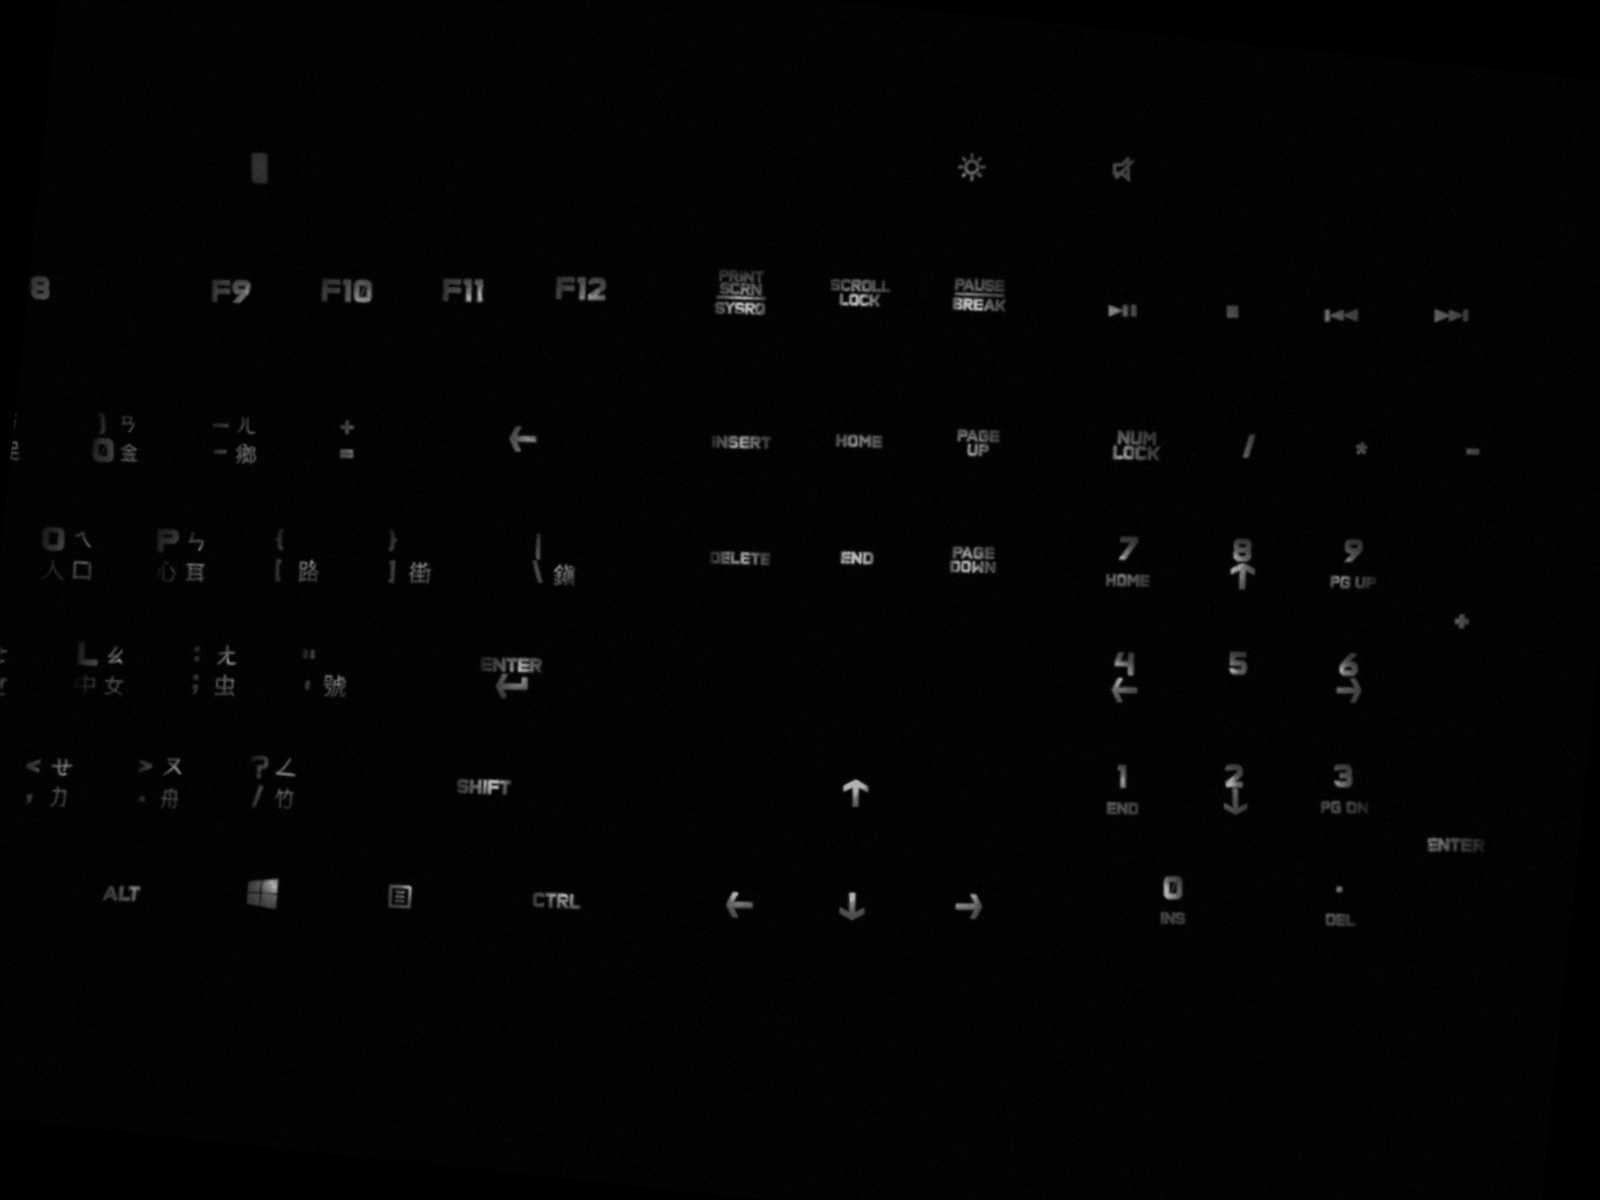 8 F9 F10 F11 F12 PRINT SCRN SYSRQ SCROLL LOCK PAUSE BREAK
) ㄢ — ㄦ +
0 金 - 鄉 = ← INSERT HOME PAGE UP NUM LOCK / * -
O ㄟ P ㄣ { } |
人 口 心 耳 [ 路 ] 街 \ 鎮 DELETE END PAGE DOWN 7 HOME 8 ↑ 9 PG UP
+
L ㄠ : ㄤ "
中 女 ; 虫 ' 號 ENTER 4 ← 5 6 →
< ㄝ > ㄡ ? ㄥ
, 力 . 舟 / 竹 SHIFT ↑ 1 END 2 ↓ 3 PG DN
ENTER
ALT CTRL ← ↓ → 0 INS . DEL